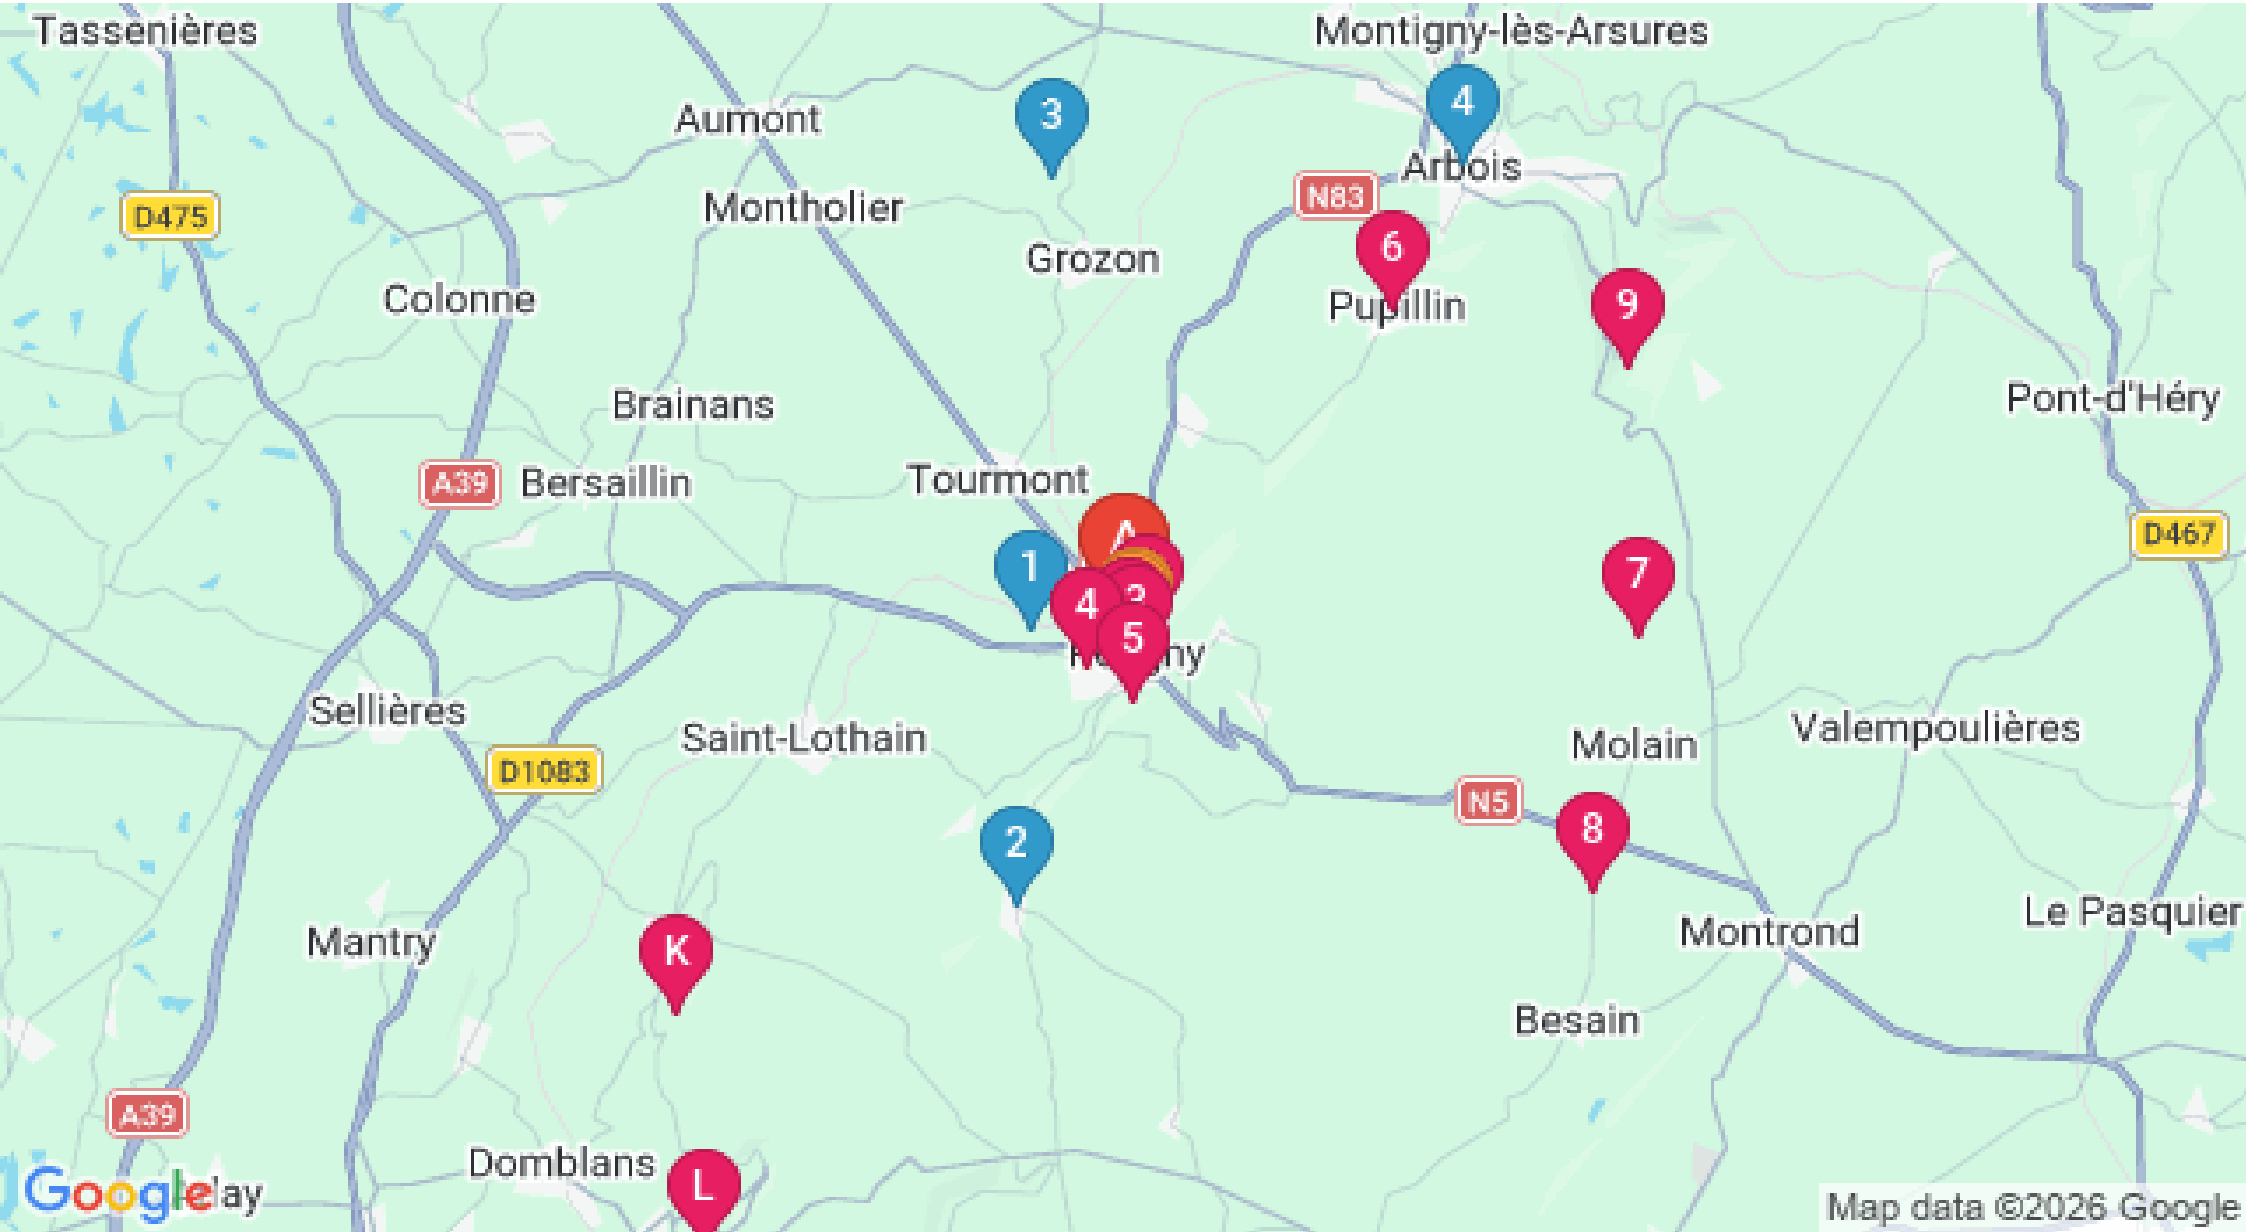 Tassenières
Montigny-lès-Arsures
Aumont
3
4
Arbois
D475
Montholier
N83
6
Grozon
Colonne
Pupillin
9
Brainans
Pont-d'Héry
A39
Bersaillin
Tourmont
A
D467
1
7
4
3
5
Sellières
Saint-Lothain
Molain
Valempoulières
D1083
N5
2
8
Mantry
K
Montrond
Le Pasquier
Besain
A39
Domblans
L
Google
Map data ©2026 Google